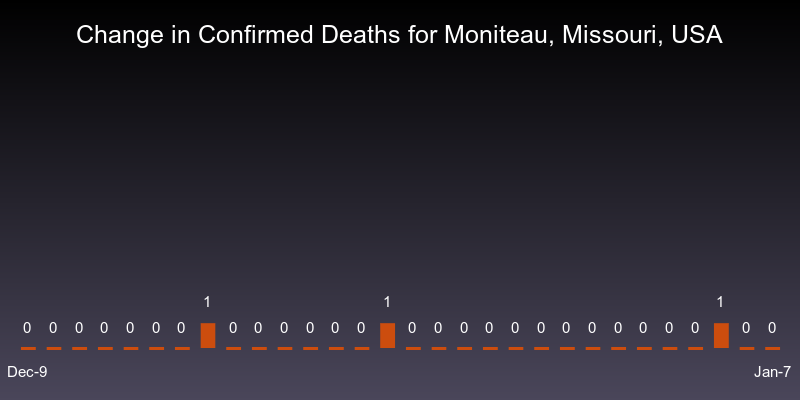 Change in Confirmed Deaths for Moniteau, Missouri, USA
1 1 1
0 0 0 0 0 0 0 0 0 0 0 0 0 0 0 0 0 0 0 0 0 0 0 0 0 0 0
Dec-9 Jan-7